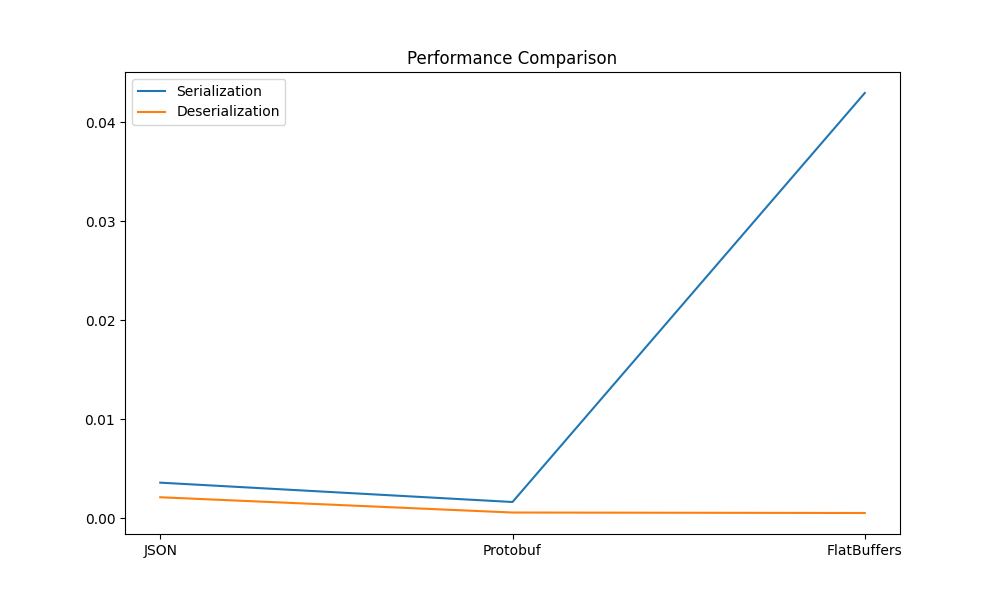 Performance Comparison
Serialization
Deserialization
0.04
0.03
0.02
0.01
0.00
JSON
Protobuf
FlatBuffers